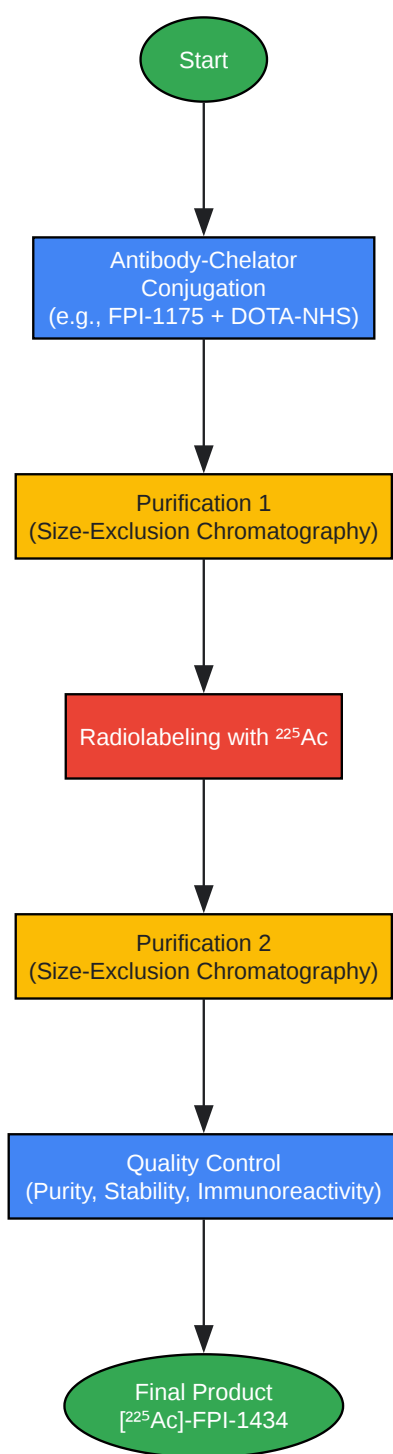 Start
Antibody-Chelator
Conjugation
(e.g., FPI-1175 + DOTA-NHS)
Purification 1
(Size-Exclusion Chromatography)
Radiolabeling with ²²⁵Ac
Purification 2
(Size-Exclusion Chromatography)
Quality Control
(Purity, Stability, Immunoreactivity)
Final Product
[²²⁵Ac]-FPI-1434